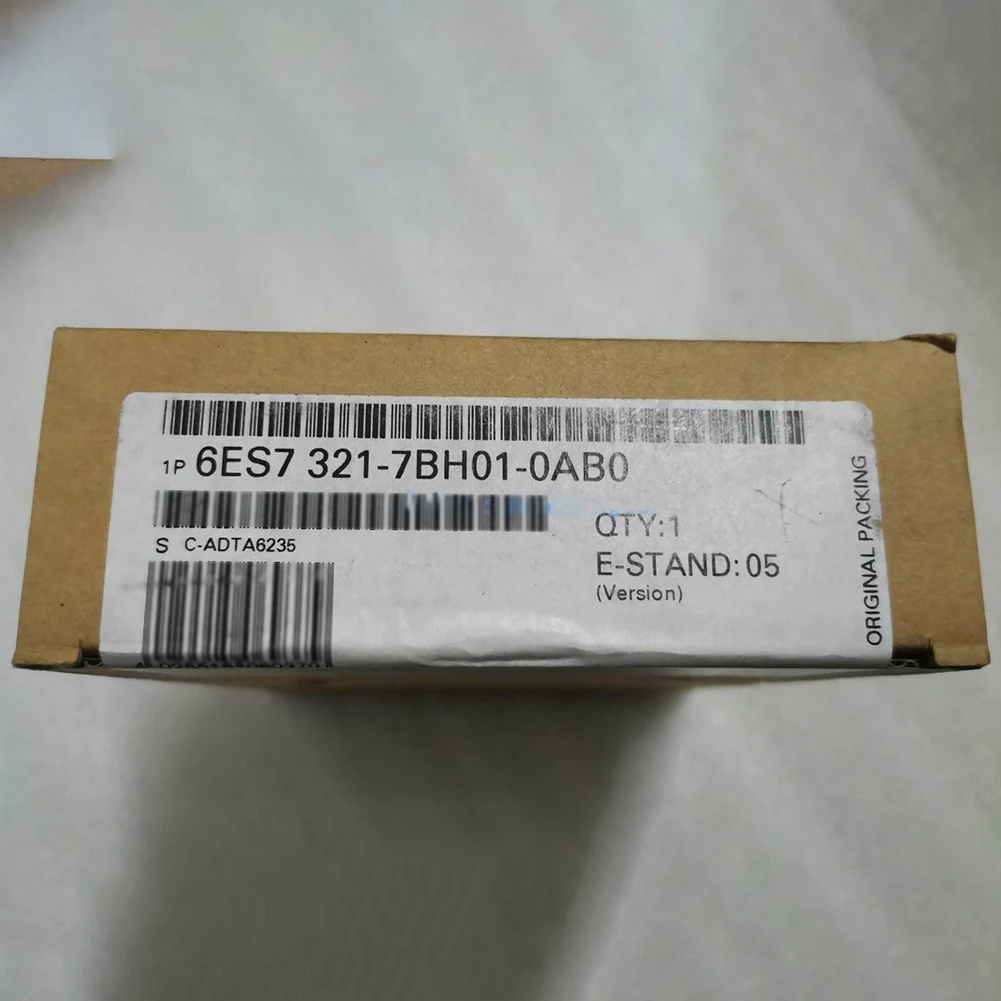 1P 6ES7 321-7BH01-0AB0
S C-ADTA6235
QTY:1
E-STAND: 05
(Version)
ORIGINAL PACKING